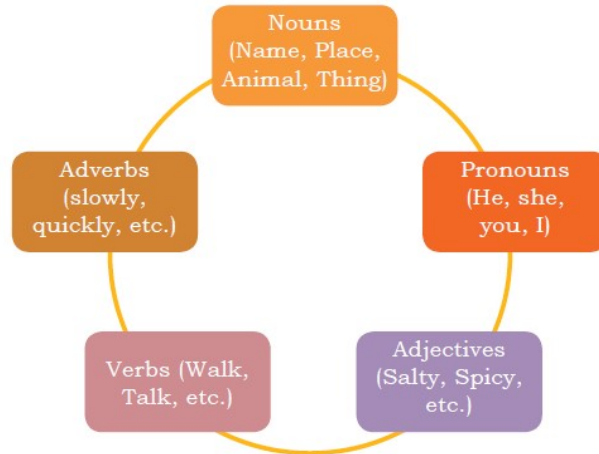 Nouns
(Name, Place,
Animal, Thing)
Pronouns
(He, she,
you, I)
Adjectives
(Salty, Spicy,
etc.)
Verbs (Walk,
Talk, etc.)
Adverbs
(slowly,
quickly, etc.)